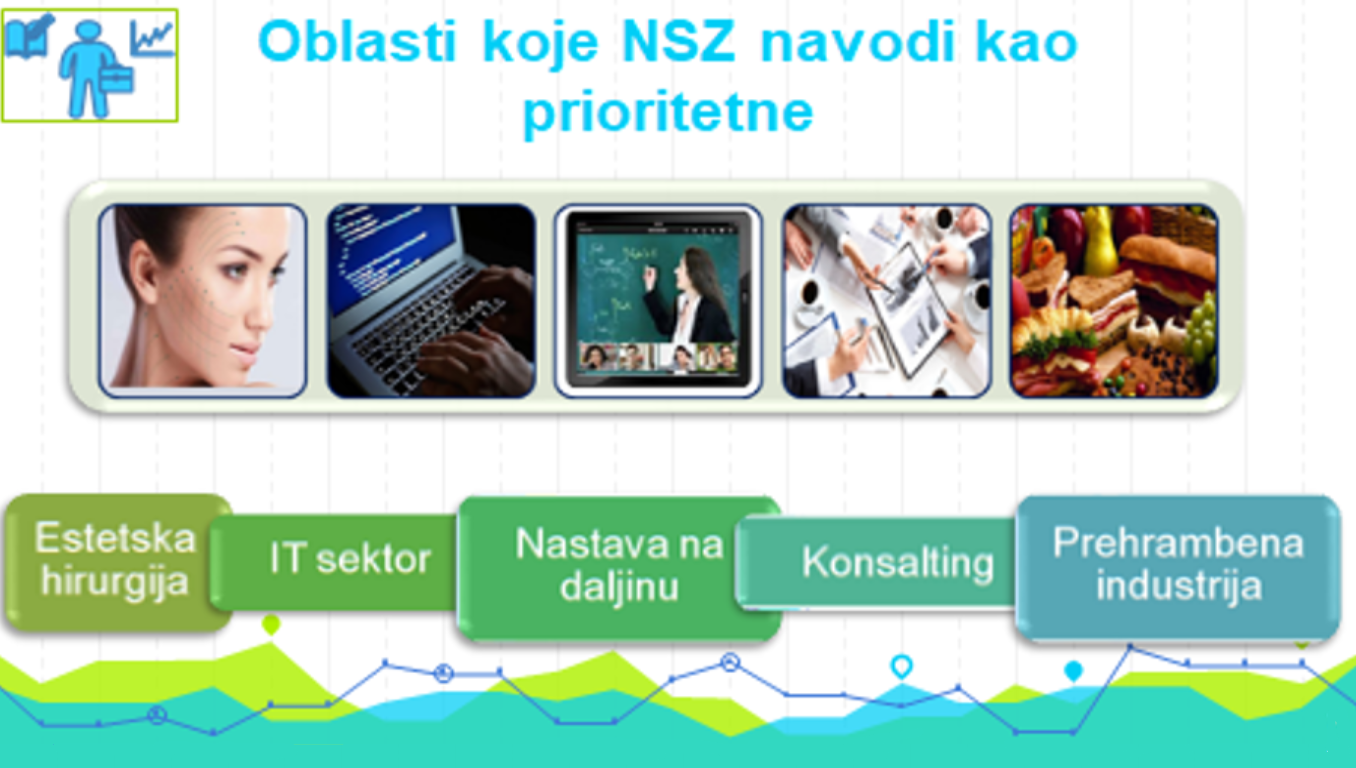 Oblasti koje NSZ navodi kao
prioritetne
Estetska
hirurgija
IT sektor
Nastava na
daljinu
Konsalting
Prehrambena
industrija